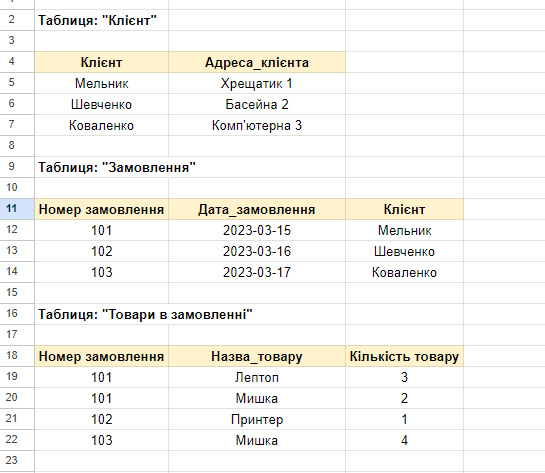 2 Таблиця: "Клієнт"
3
4 Клієнт Адреса_клієнта
5 Мельник Хрещатик 1
6 Шевченко Басейна 2
7 Коваленко Комп'ютерна 3
8
9 Таблиця: "Замовлення"
10
11 Номер замовлення Дата_замовлення Клієнт
12 101 2023-03-15 Мельник
13 102 2023-03-16 Шевченко
14 103 2023-03-17 Коваленко
15
16 Таблиця: "Товари в замовленні"
17
18 Номер замовлення Назва_товару Кількість товару
19 101 Лептоп 3
20 101 Мишка 2
21 102 Принтер 1
22 103 Мишка 4
23